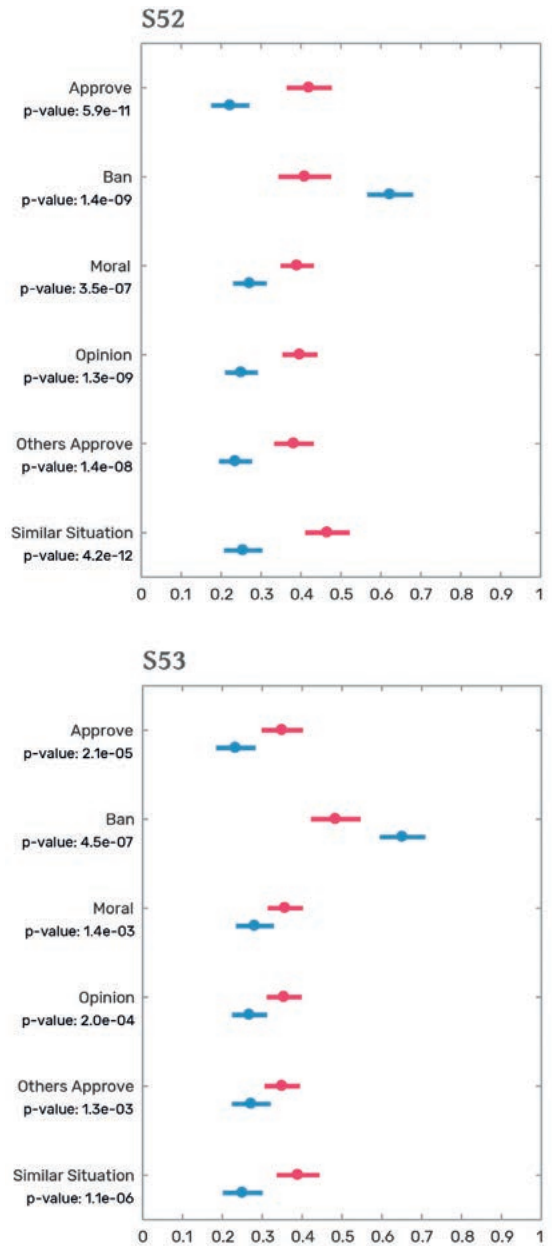 S52
Approve
p-value: 5.9e-11
Ban
p-value: 1.4e-09
Moral
p-value: 3.5e-07
Opinion
p-value: 1.3e-09
Others Approve
p-value: 1.4e-08
Similar Situation
p-value: 4.2e-12
0 0.1 0.2 0.3 0.4 0.5 0.6 0.7 0.8 0.9 1
S53
Approve
p-value: 2.1e-05
Ban
p-value: 4.5e-07
Moral
p-value: 1.4e-03
Opinion
p-value: 2.0e-04
Others Approve
p-value: 1.3e-03
Similar Situation
p-value: 1.1e-06
0 0.1 0.2 0.3 0.4 0.5 0.6 0.7 0.8 0.9 1